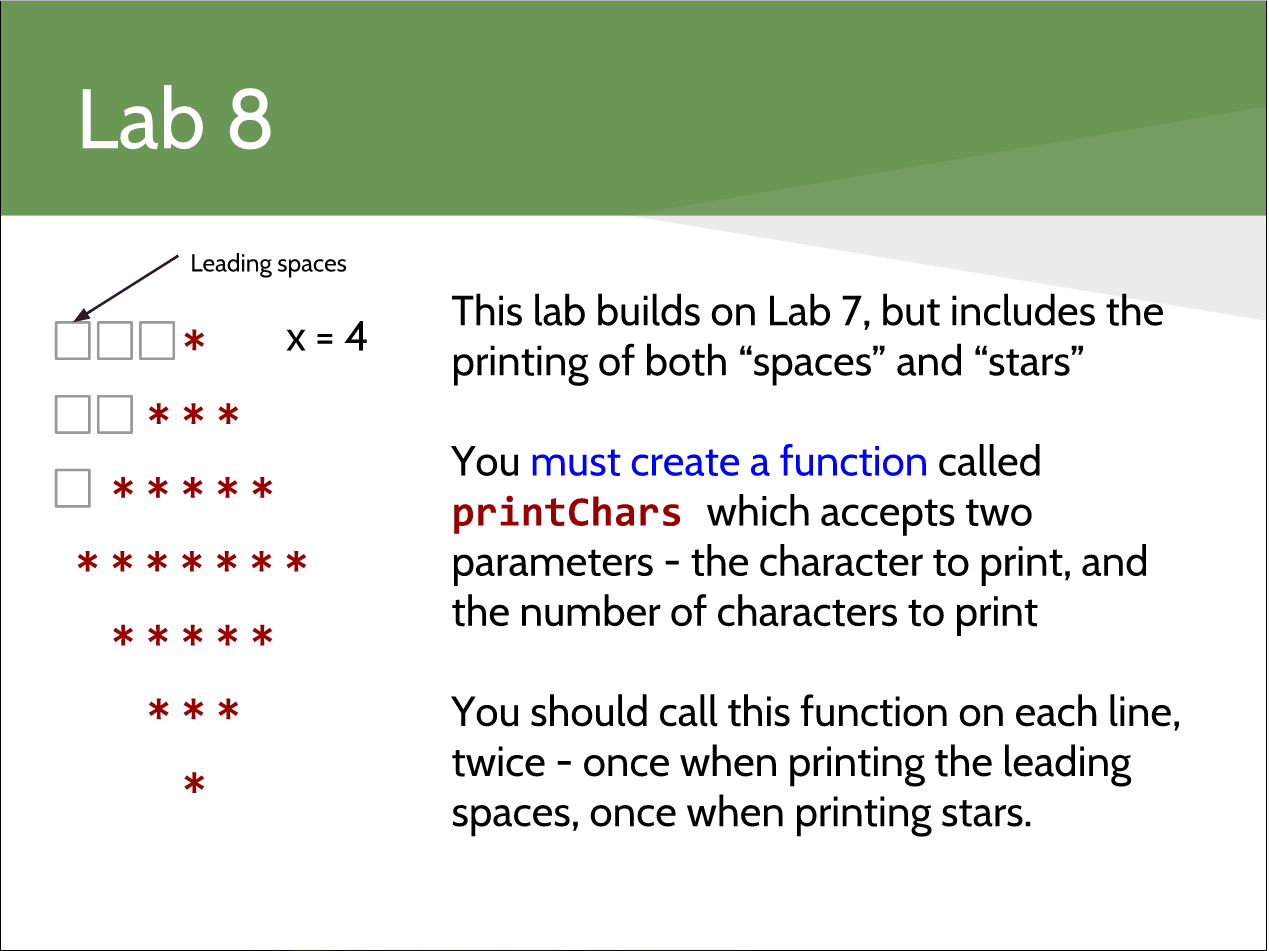 Lab 8
Leading spaces
*
x = 4
* * *
* * * * *
* * * * * * *
* * * * *
* * *
*
This lab builds on Lab 7, but includes the
printing of both “spaces” and “stars”
You must create a function called
printChars which accepts two
parameters - the character to print, and
the number of characters to print
You should call this function on each line,
twice - once when printing the leading
spaces, once when printing stars.